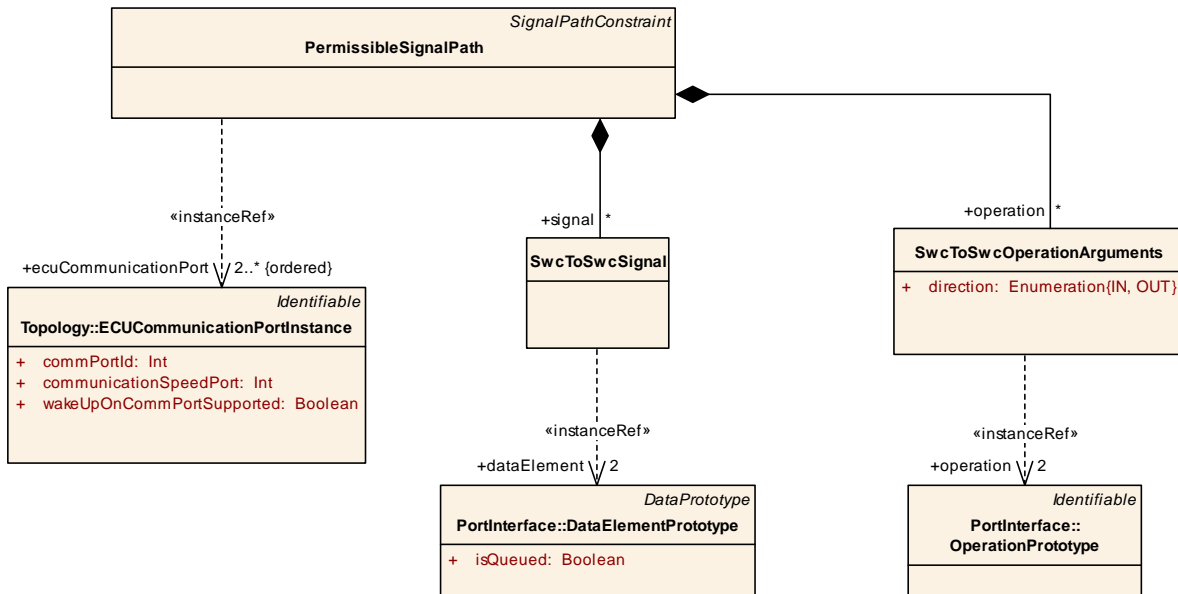 SignalPathConstraint
PermissibleSignalPath
«instanceRef»
+ecuCommunicationPort 2..* {ordered}
+signal *
+operation *
Identifiable
Topology::ECUCommunicationPortInstance
+ commPortId: Int
+ communicationSpeedPort: Int
+ wakeUpOnCommPortSupported: Boolean
SwcToSwcSignal
SwcToSwcOperationArguments
+ direction: Enumeration{IN, OUT}
«instanceRef»
+dataElement 2
«instanceRef»
+operation 2
DataPrototype
PortInterface::DataElementPrototype
+ isQueued: Boolean
Identifiable
PortInterface::
OperationPrototype